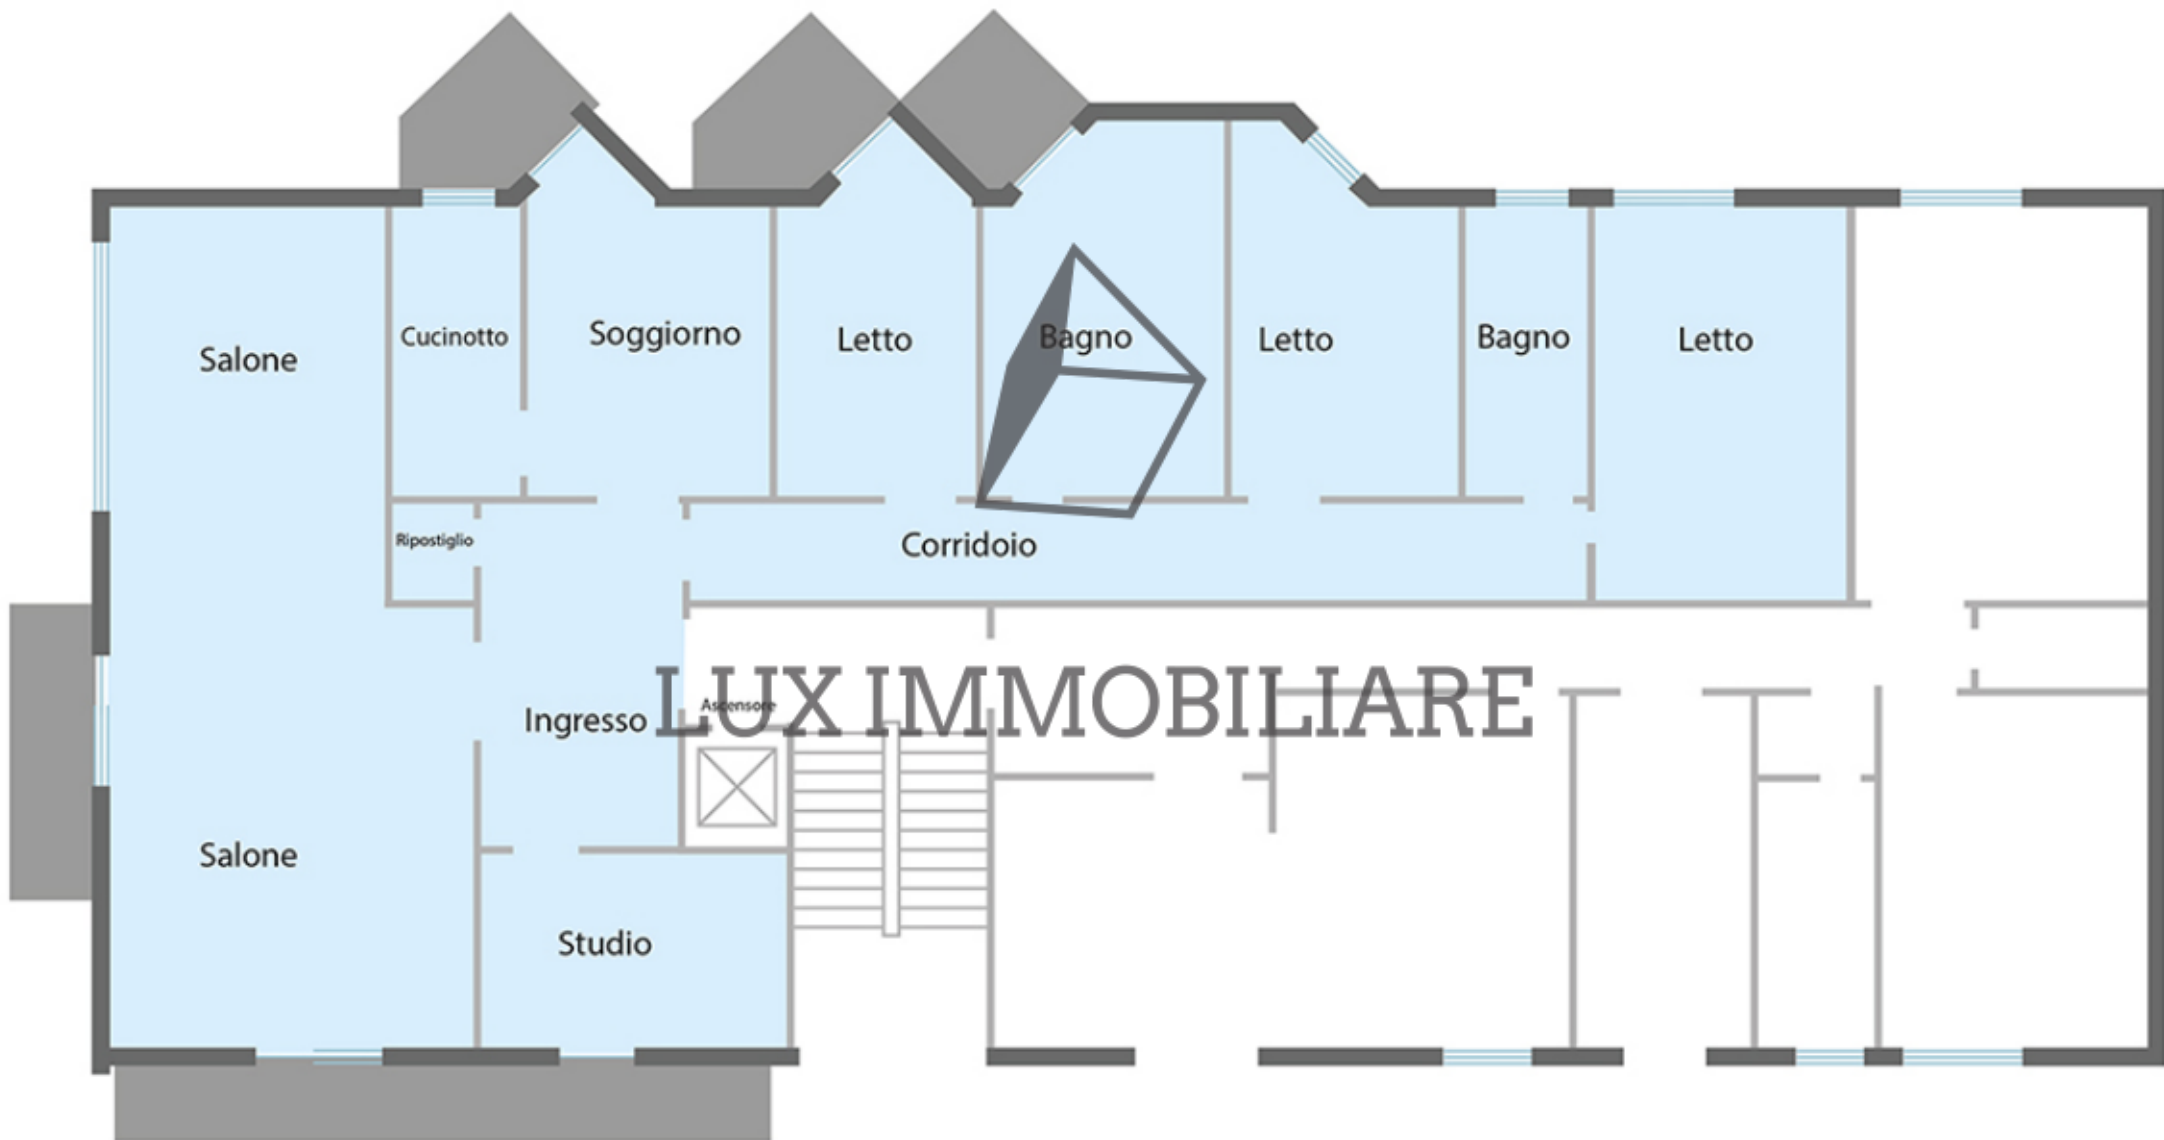 Salone
Cucinotto
Soggiorno
Letto
Bagno
Letto
Bagno
Letto
Ripostiglio
Corridoio
Ingresso
Ascensore
LUX IMMOBILIARE
Salone
Studio